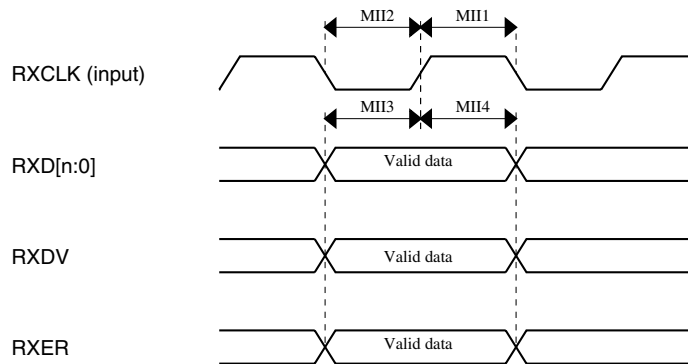 MII2 MII1
RXCLK (input)
MII3 MII4
RXD[n:0] Valid data
RXDV Valid data
RXER Valid data